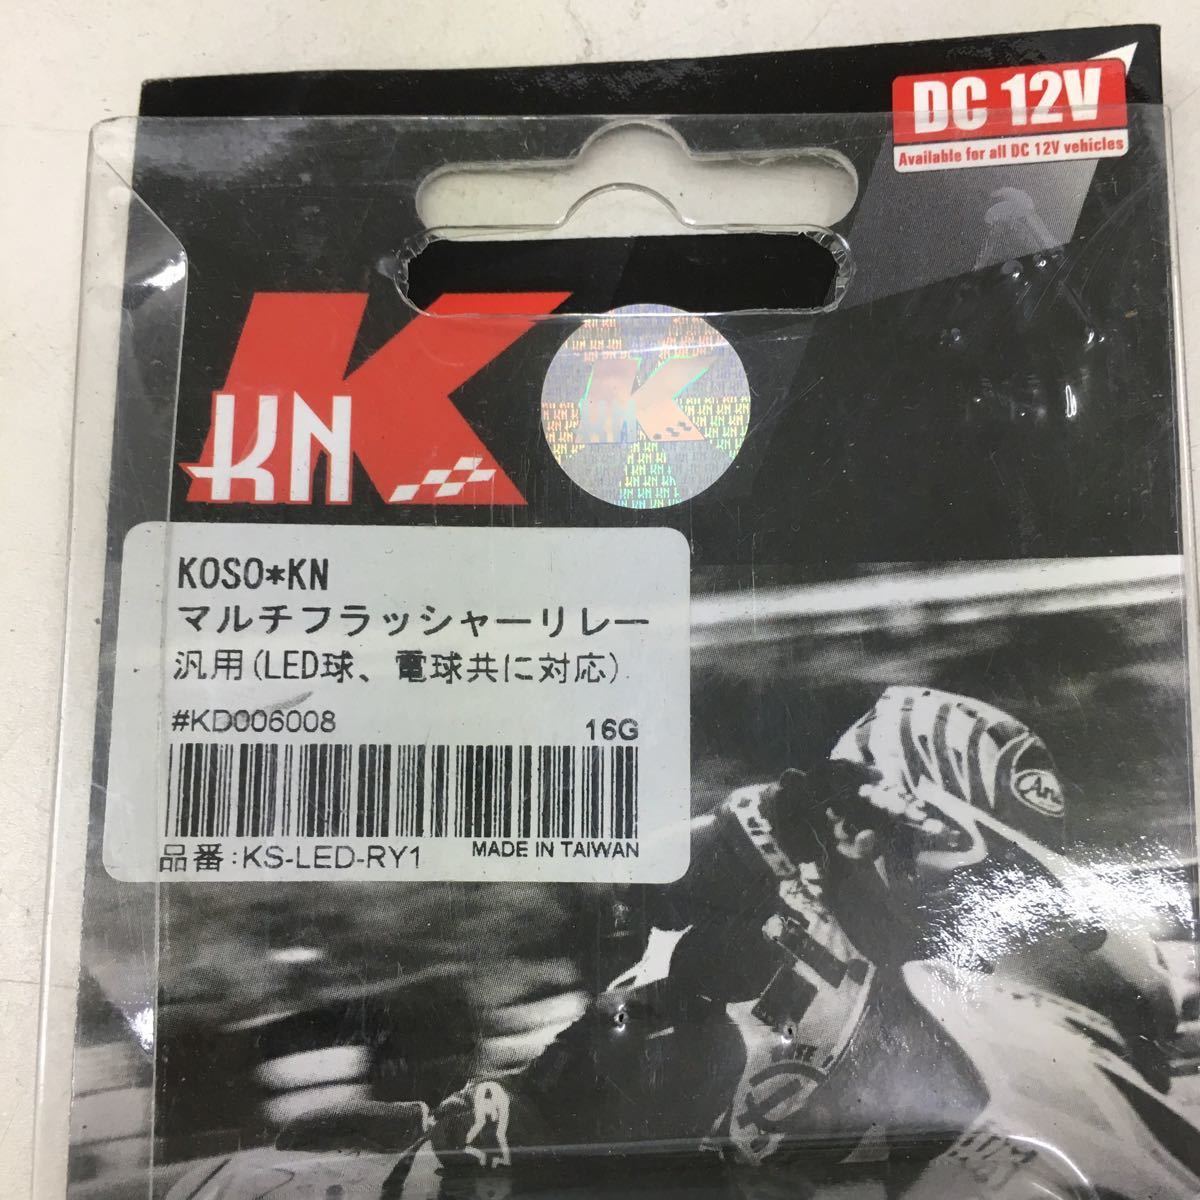 DC 12V
Available for all DC 12V vehicles
K
KN
K
KN
KOSO*KN
マルチフラッシャーリレー
汎用(LED球、電球共に対応)
#KD006008
16G
MADE IN TAIWAN
品番:KS-LED-RY1